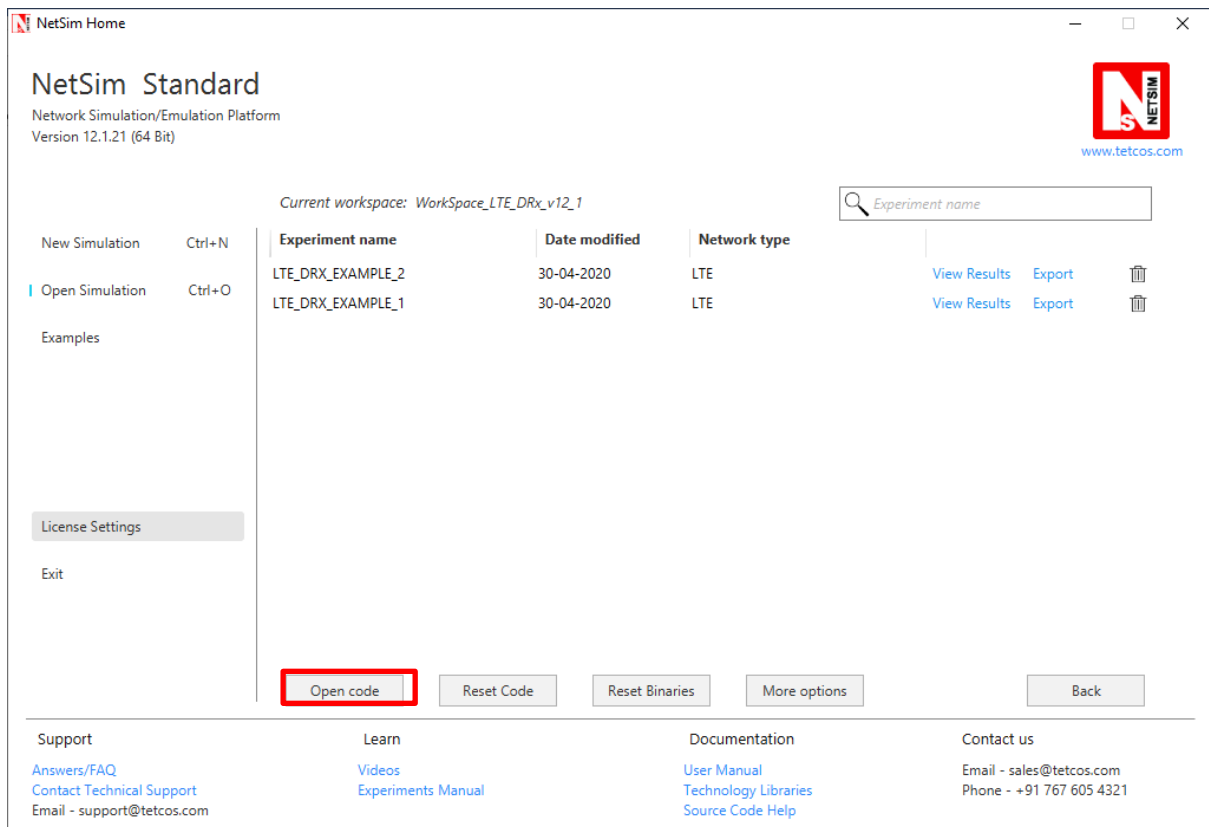 NetSim Home
NetSim Standard
Network Simulation/Emulation Platform
Version 12.1.21 (64 Bit)
N
S
NETSIM
www.tetcos.com
Current workspace: WorkSpace_LTE_DRx_v12_1
Experiment name
New Simulation Ctrl+N
Open Simulation Ctrl+O
Examples
License Settings
Exit
Experiment name Date modified Network type
LTE_DRX_EXAMPLE_2 30-04-2020 LTE View Results Export
LTE_DRX_EXAMPLE_1 30-04-2020 LTE View Results Export
Open code Reset Code Reset Binaries More options Back
Support
Answers/FAQ
Contact Technical Support
Email - support@tetcos.com
Learn
Videos
Experiments Manual
Documentation
User Manual
Technology Libraries
Source Code Help
Contact us
Email - sales@tetcos.com
Phone - +91 767 605 4321